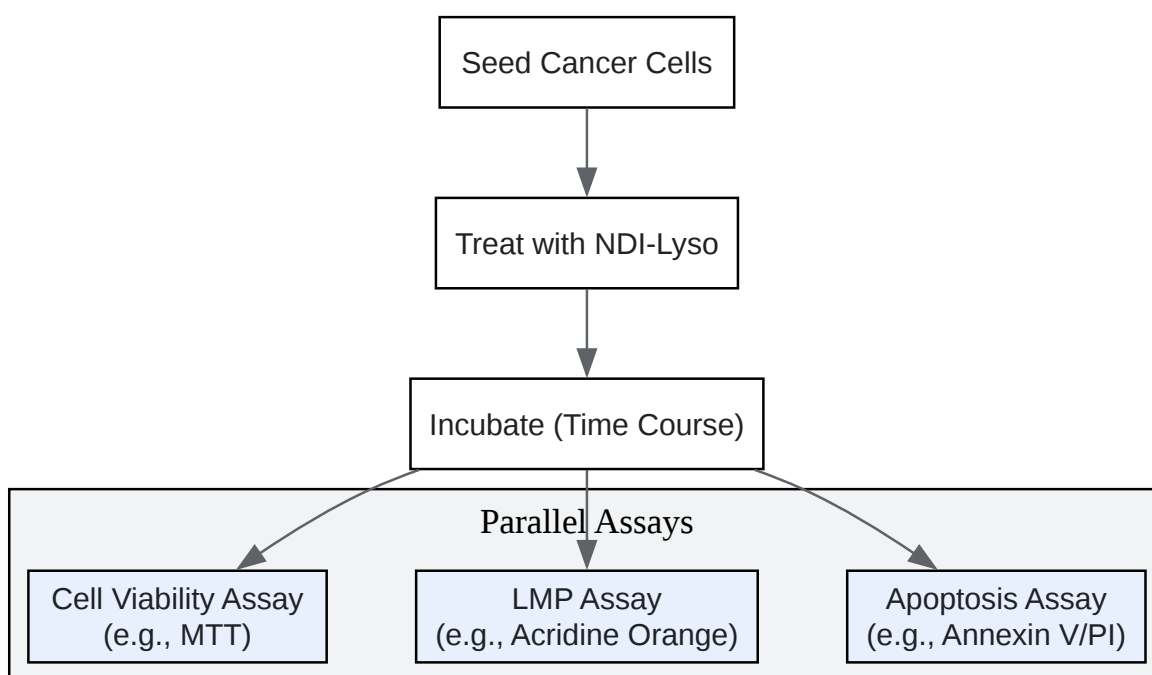 Seed Cancer Cells
Treat with NDI-Lyso
Incubate (Time Course)
Parallel Assays
Cell Viability Assay
(e.g., MTT)
LMP Assay
(e.g., Acridine Orange)
Apoptosis Assay
(e.g., Annexin V/PI)